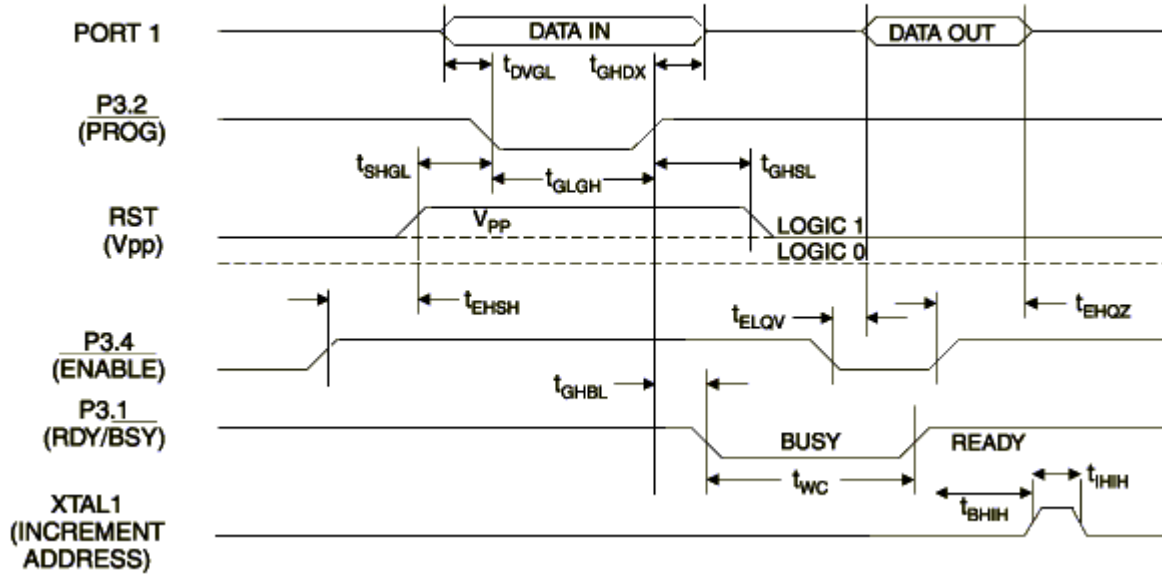 PORT 1
DATA IN
DATA OUT
tDVGL
tGHDX
P3.2
(PROG)
tSHGL
tGLGH
tGHSL
RST
(Vpp)
VPP
LOGIC 1
LOGIC 0
tEHSH
tELQV
tEHQZ
P3.4
(ENABLE)
tGHBL
P3.1
(RDY/BSY)
BUSY
READY
tWC
tIHIH
tBHIH
XTAL1
(INCREMENT
ADDRESS)